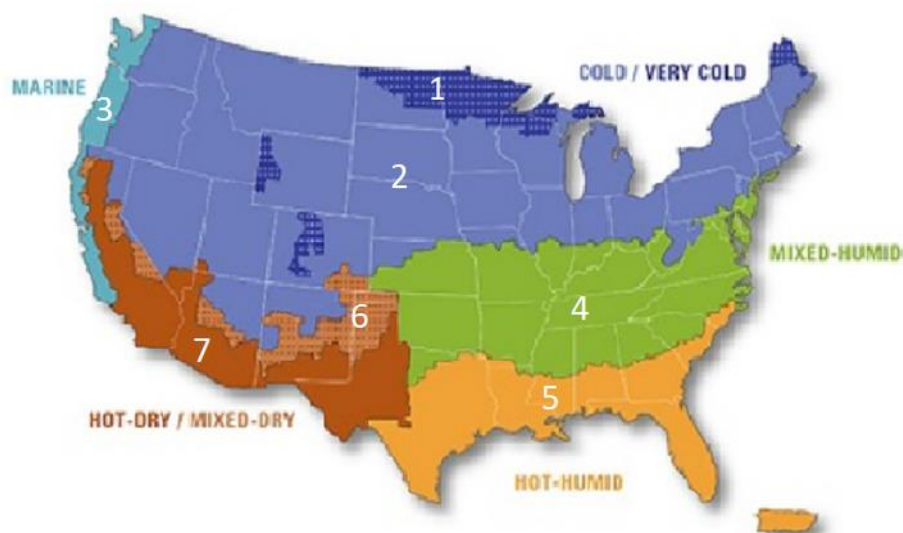 1
COLD / VERY COLD
MARINE
3
2
MIXED-HUMID
4
6
7
5
HOT-DRY / MIXED-DRY
HOT-HUMID